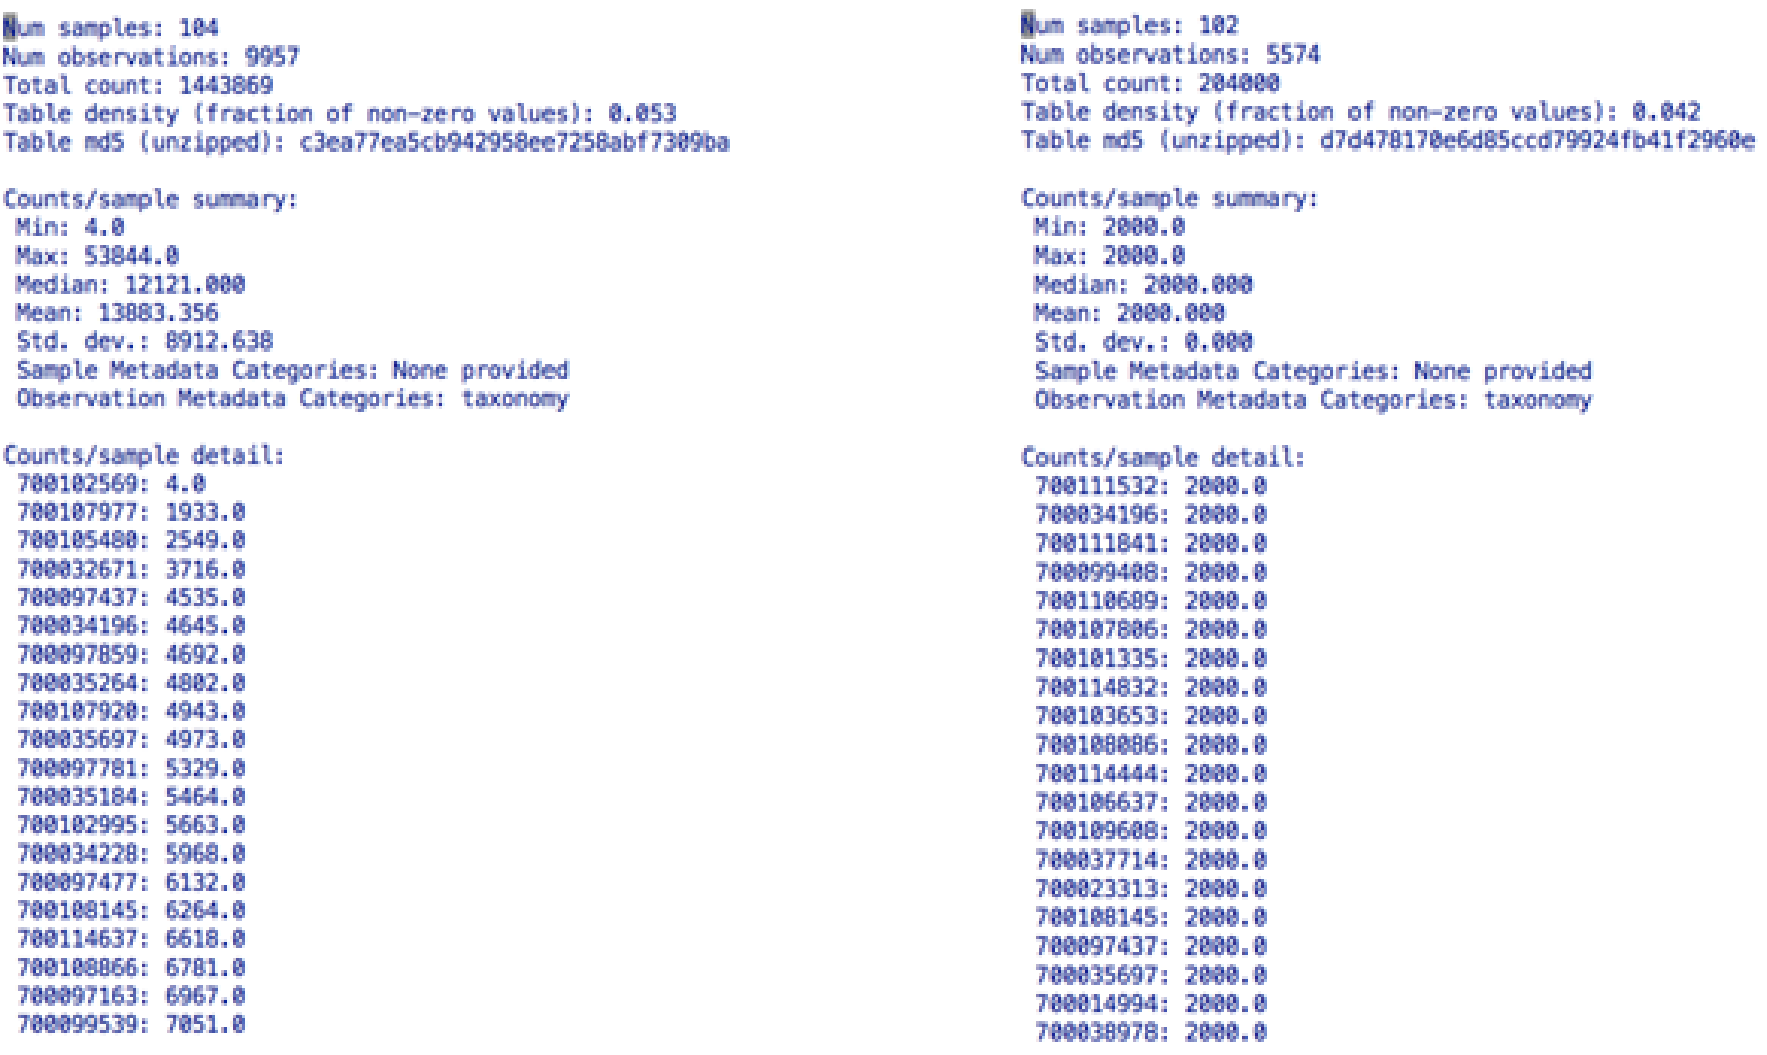 Num samples: 104
Num observations: 9957
Total count: 1443869
Table density (fraction of non-zero values): 0.053
Table md5 (unzipped): c3ea77ea5cb942958ee7258abf7309ba
Counts/sample summary:
Min: 4.0
Max: 53844.0
Median: 12121.000
Mean: 13883.356
Std. dev.: 8912.638
Sample Metadata Categories: None provided
Observation Metadata Categories: taxonomy
Counts/sample detail:
700102569: 4.0
700107977: 1933.0
700105480: 2549.0
700032671: 3716.0
700097437: 4535.0
700034196: 4645.0
700097859: 4692.0
700035264: 4802.0
700107920: 4943.0
700035697: 4973.0
700097781: 5329.0
700035184: 5464.0
700102995: 5663.0
700034228: 5968.0
700097477: 6132.0
700108145: 6264.0
700114637: 6618.0
700108866: 6781.0
700097163: 6967.0
700099539: 7051.0
Num samples: 102
Num observations: 5574
Total count: 204000
Table density (fraction of non-zero values): 0.042
Table md5 (unzipped): d7d478170e6d85ccd79924fb41f2960e
Counts/sample summary:
Min: 2000.0
Max: 2000.0
Median: 2000.000
Mean: 2000.000
Std. dev.: 0.000
Sample Metadata Categories: None provided
Observation Metadata Categories: taxonomy
Counts/sample detail:
700111532: 2000.0
700034196: 2000.0
700111841: 2000.0
700099408: 2000.0
700110689: 2000.0
700107806: 2000.0
700101335: 2000.0
700114832: 2000.0
700103653: 2000.0
700108086: 2000.0
700114444: 2000.0
700106637: 2000.0
700109608: 2000.0
700037714: 2000.0
700023313: 2000.0
700108145: 2000.0
700097437: 2000.0
700035697: 2000.0
700014994: 2000.0
700038978: 2000.0